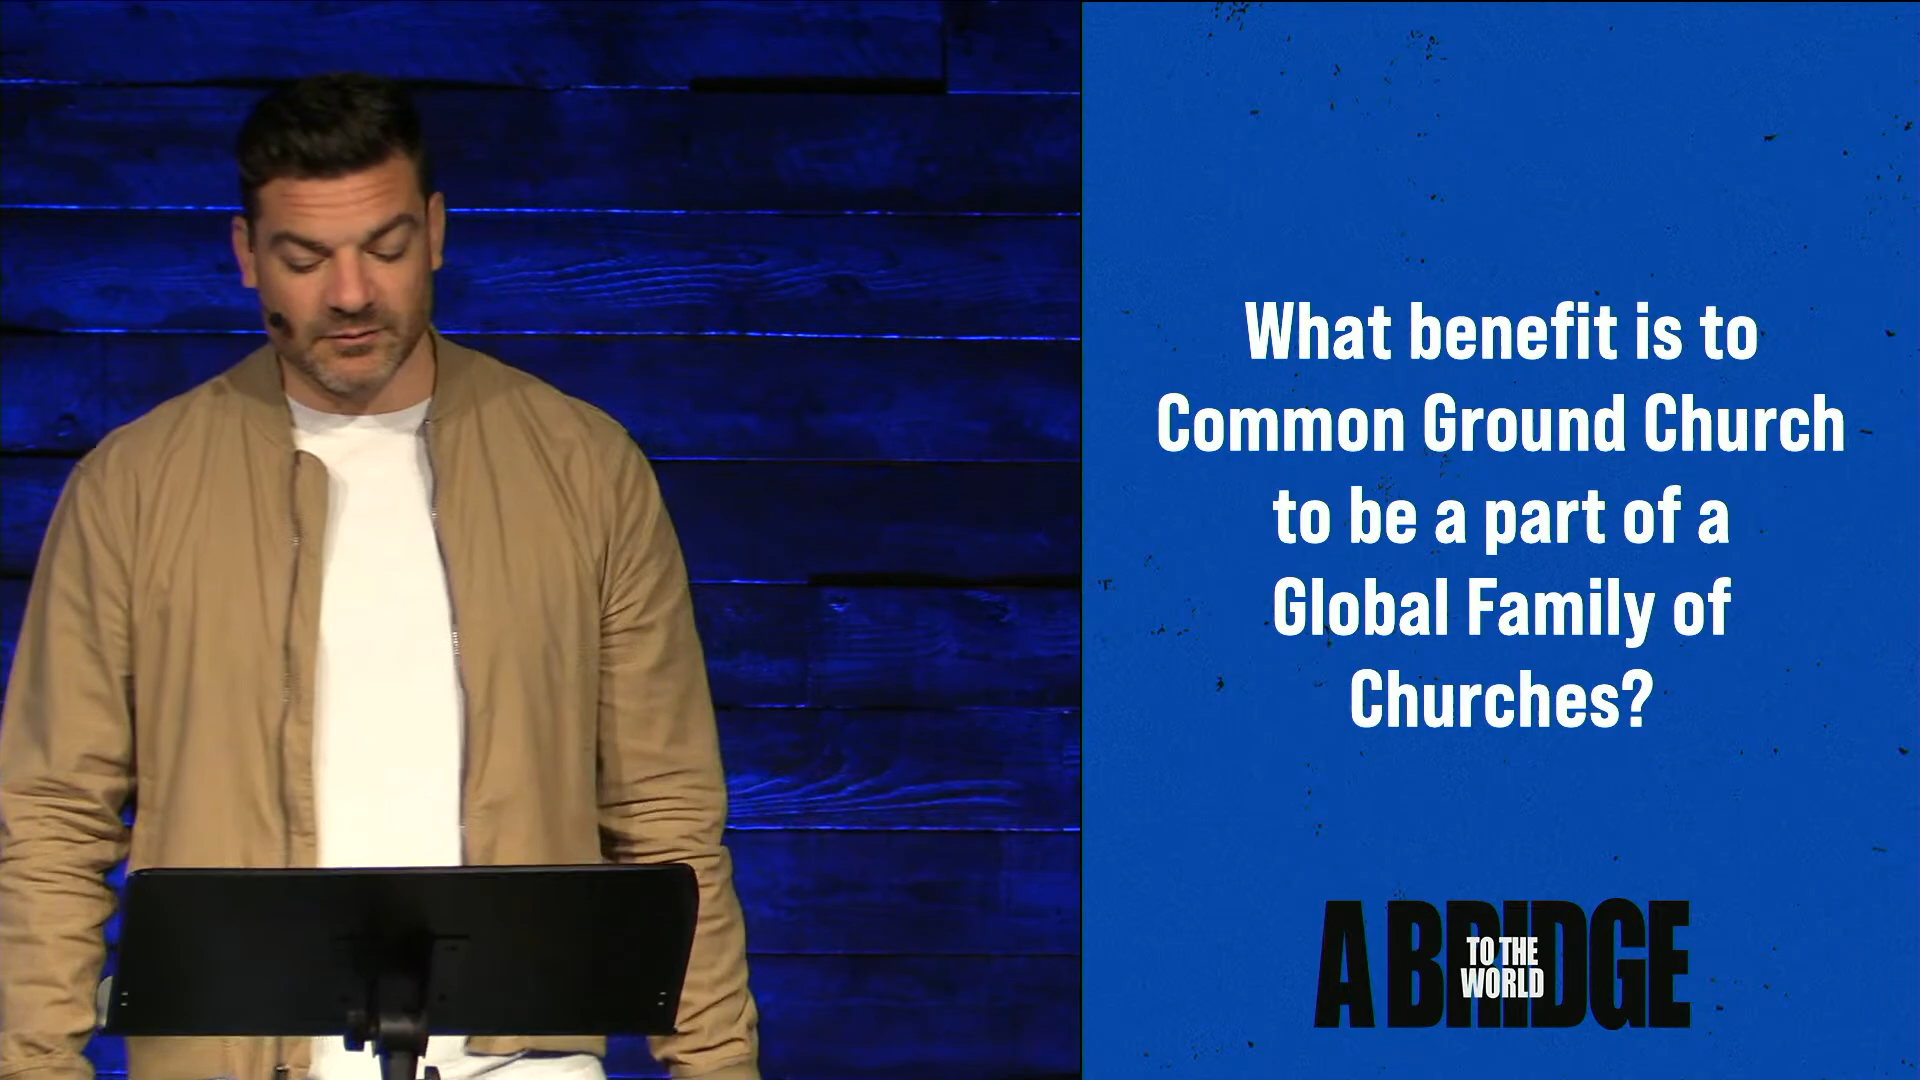 What benefit is to
Common Ground Church
to be a part of a
Global Family of
Churches?
A BRIDGE
TO THE
WORLD